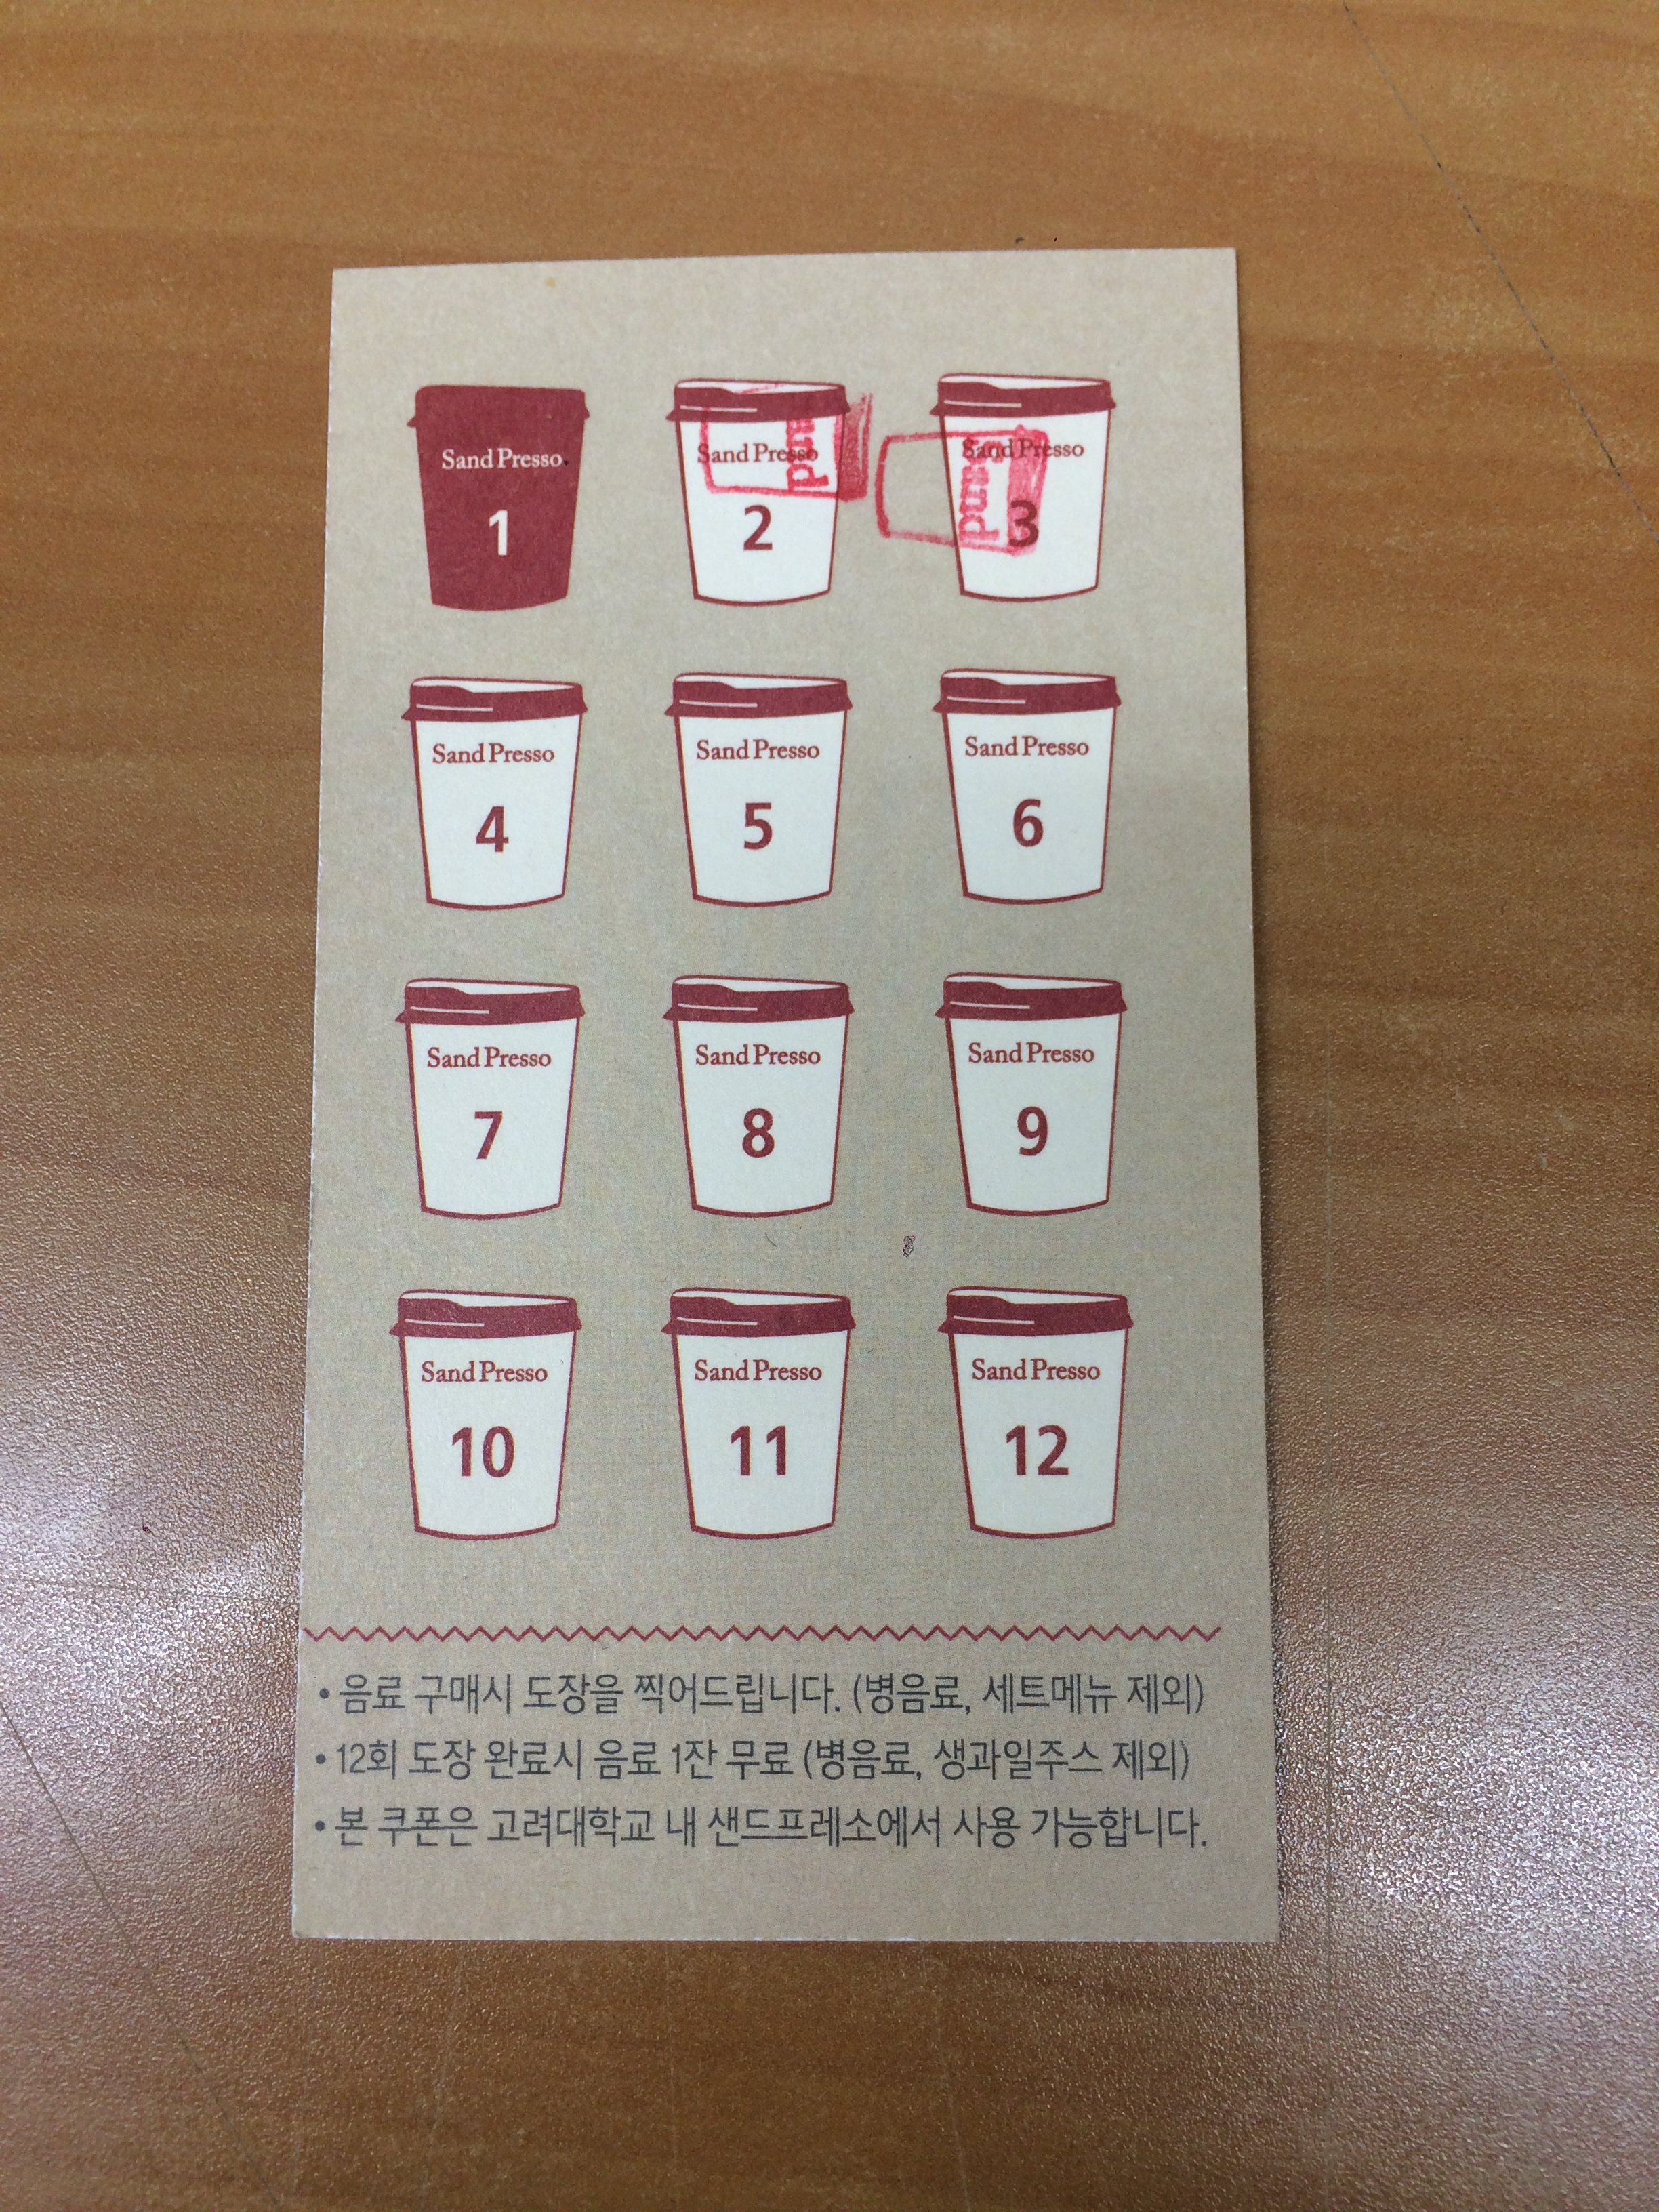 Sand Presso Sand Presso Sand Presso
1 2 3
and Sand
Sand Presso Sand Presso Sand Presso
4 5 6
Sand Presso Sand Presso Sand Presso
7 8 9
Sand Presso Sand Presso Sand Presso
10 11 12
• 음료 구매시 도장을 찍어드립니다. (병음료, 세트메뉴 제외)
• 12회 도장 완료시 음료 1잔 무료 (병음료, 생과일주스 제외)
• 본 쿠폰은 고려대학교 내 샌드프레소에서 사용 가능합니다.